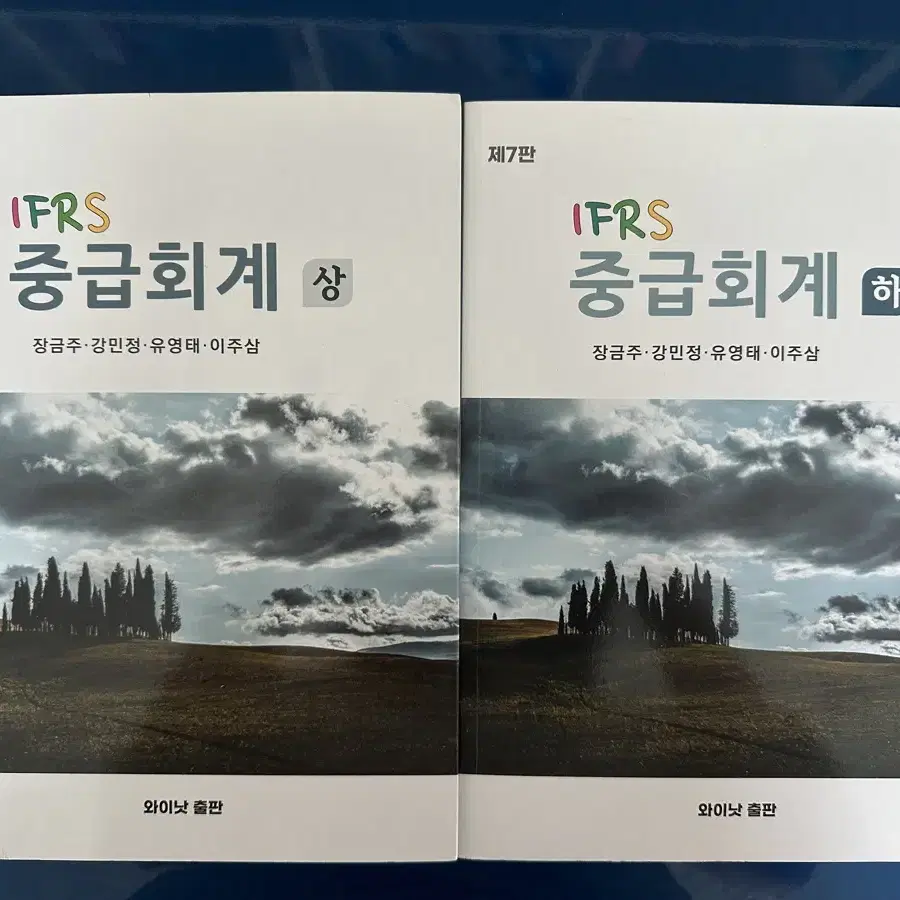 IFRS
중급회계 상
장금주·강민정·유영태·이주삼
와이낫 출판
제7판
IFRS
중급회계 하
장금주·강민정·유영태·이주삼
와이낫 출판